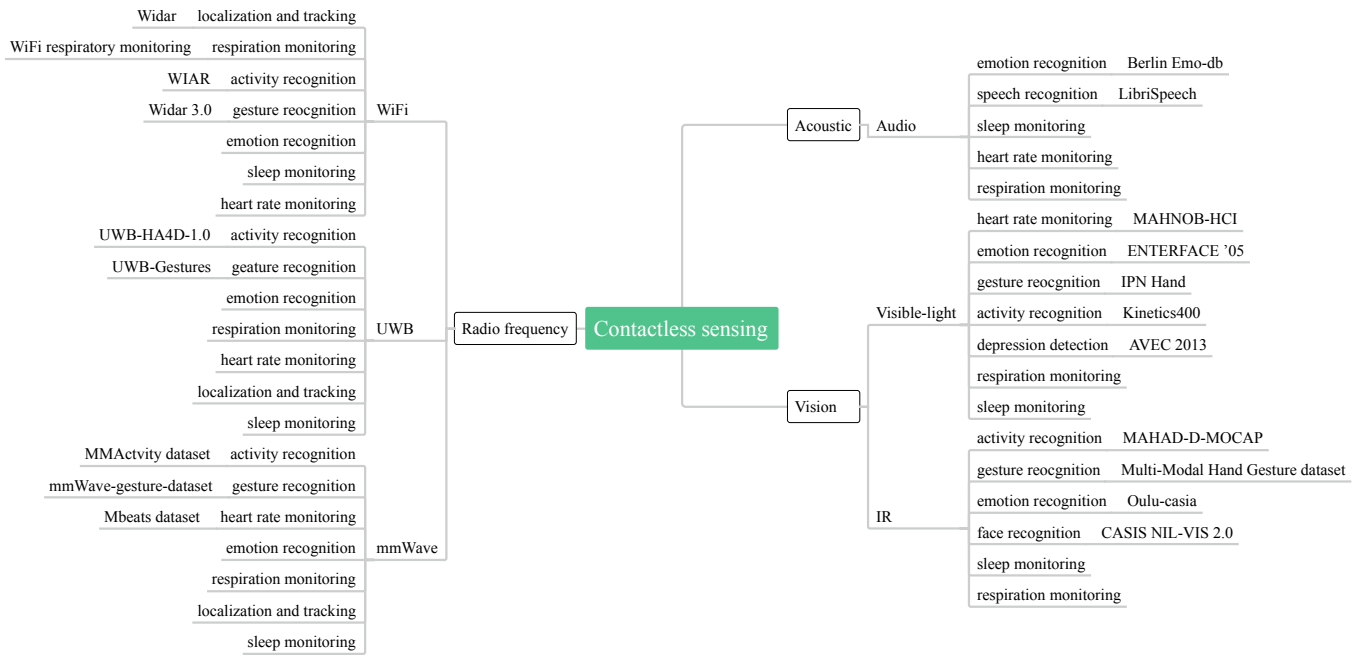 Contactless sensing
Radio frequency
WiFi
Widar localization and tracking
WiFi respiratory monitoring respiration monitoring
WIAR activity recognition
Widar 3.0 gesture reocgnition
emotion recognition
sleep monitoring
heart rate monitoring
UWB
UWB-HA4D-1.0 activity recognition
UWB-Gestures geature recognition
emotion recognition
respiration monitoring
heart rate monitoring
localization and tracking
sleep monitoring
mmWave
MMActvity dataset activity recognition
mmWave-gesture-dataset gesture recognition
Mbeats dataset heart rate monitoring
emotion recognition
respiration monitoring
localization and tracking
sleep monitoring
Acoustic
Audio
emotion recognition Berlin Emo-db
speech recognition LibriSpeech
sleep monitoring
heart rate monitoring
respiration monitoring
Vision
Visible-light
heart rate monitoring MAHNOB-HCI
emotion recognition ENTERFACE ’05
gesture reocgnition IPN Hand
activity recognition Kinetics400
depression detection AVEC 2013
respiration monitoring
sleep monitoring
IR
activity recognition MAHAD-D-MOCAP
gesture reocgnition Multi-Modal Hand Gesture dataset
emotion recognition Oulu-casia
face recognition CASIS NIL-VIS 2.0
sleep monitoring
respiration monitoring